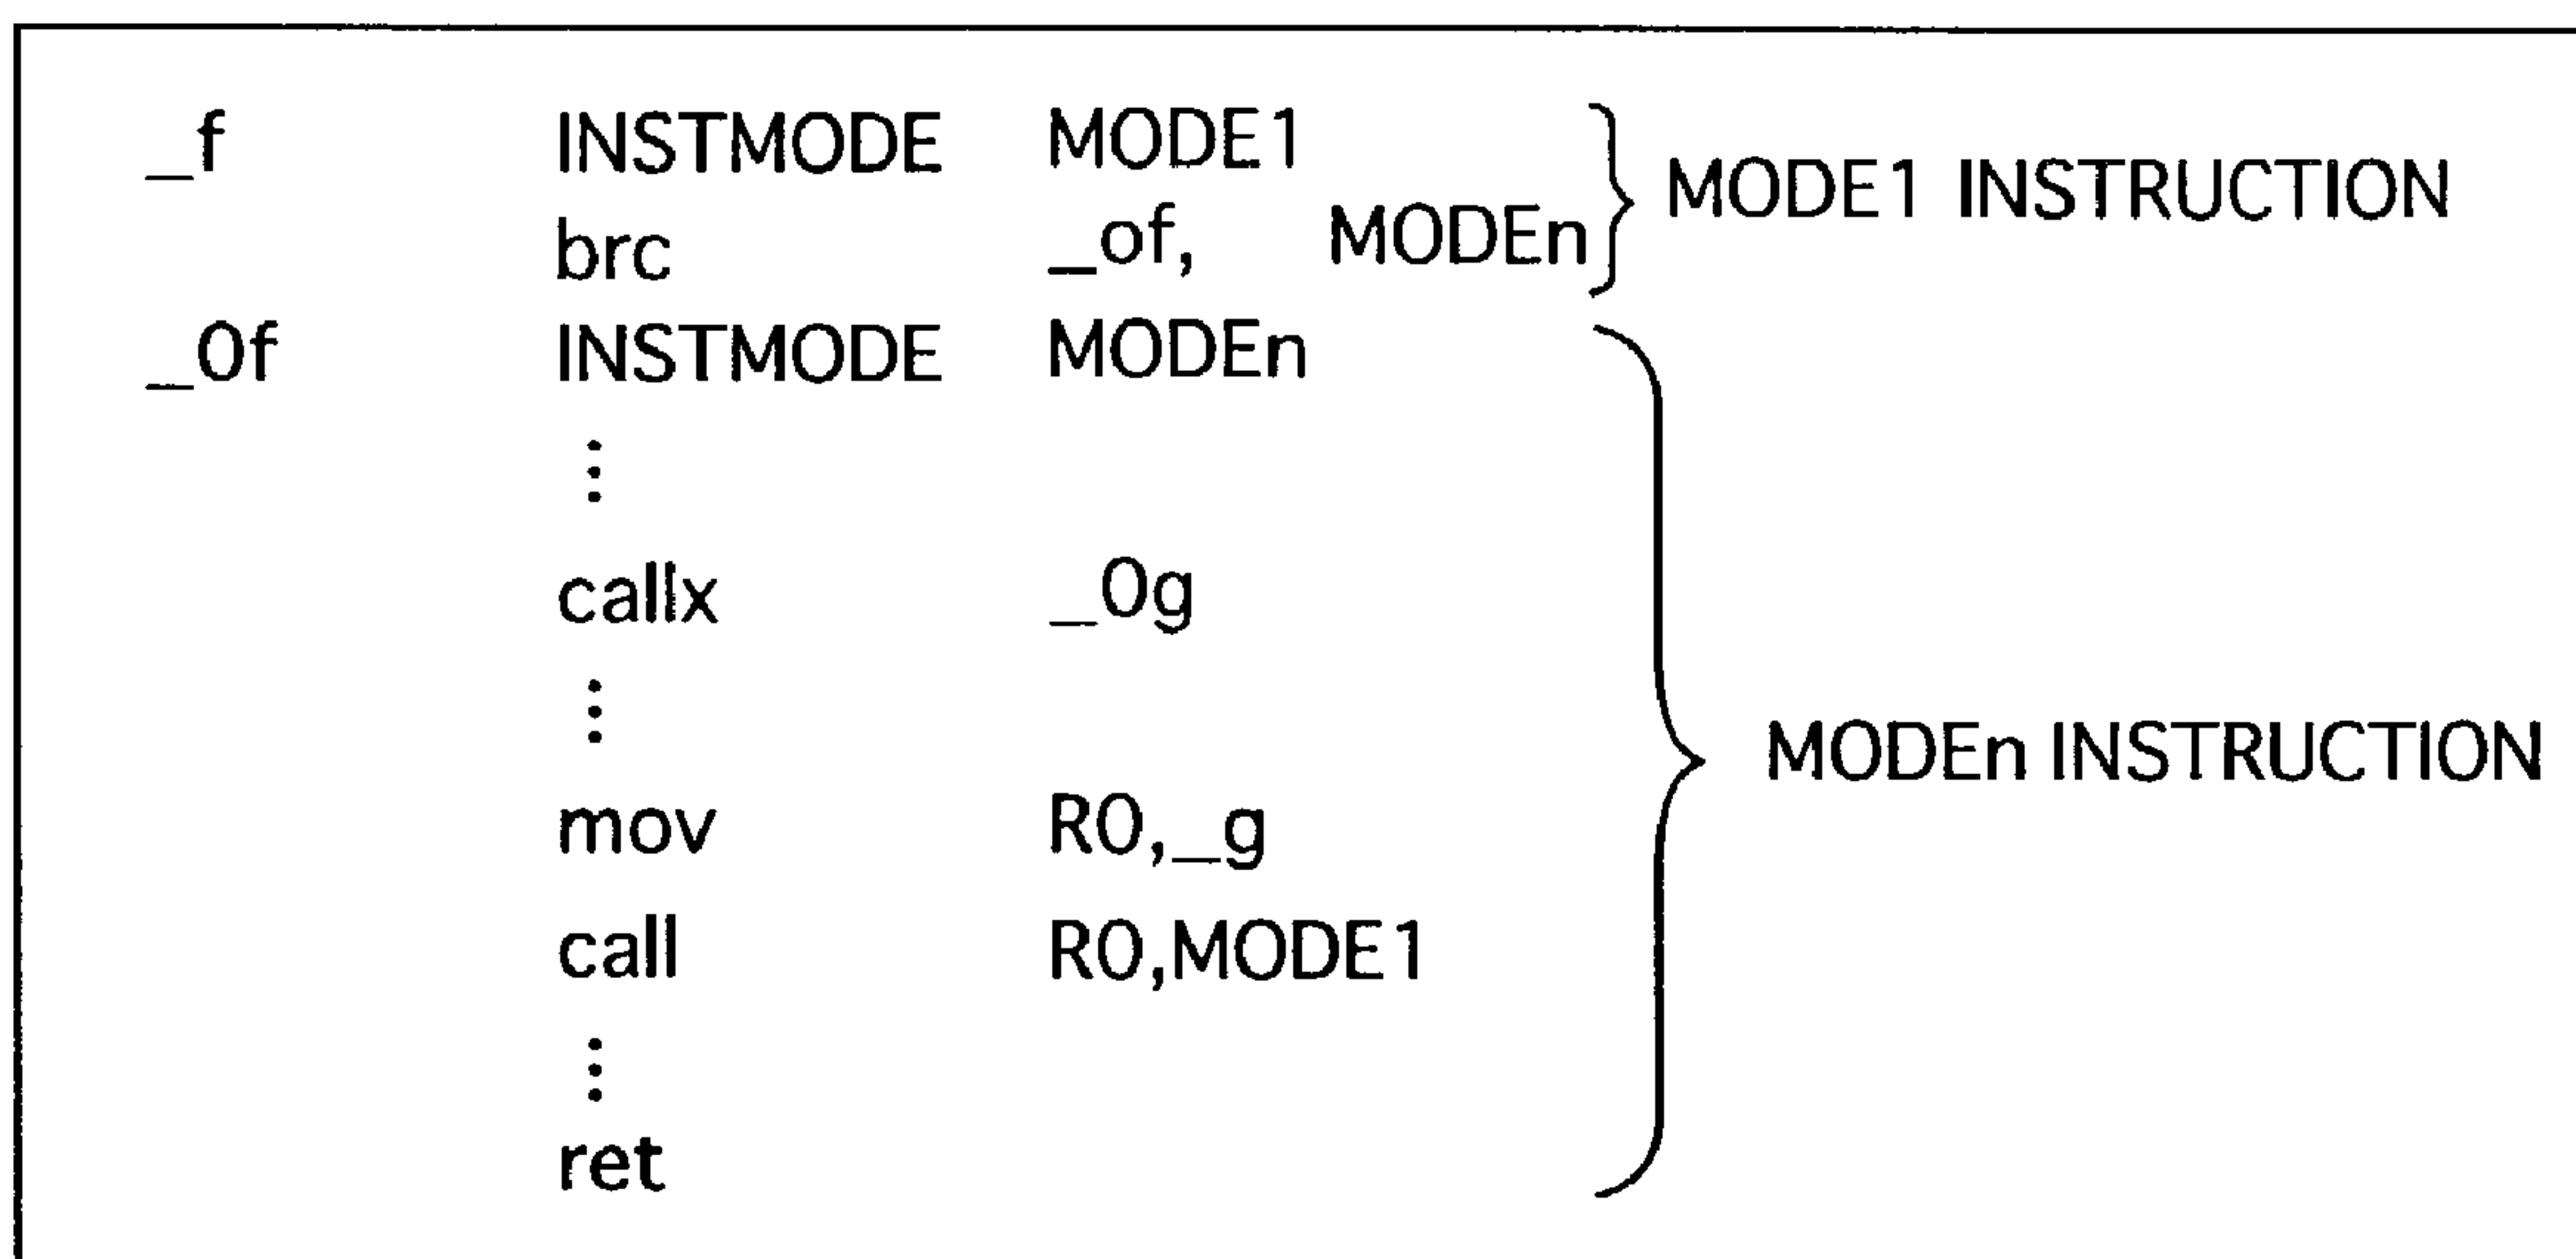 _f INSTMODE MODE1
brc _of, MODEn
MODE1 INSTRUCTION
_0f INSTMODE MODEn
⋮
callx _0g
⋮
MODEn INSTRUCTION
mov R0,_g
call R0,MODE1
⋮
ret